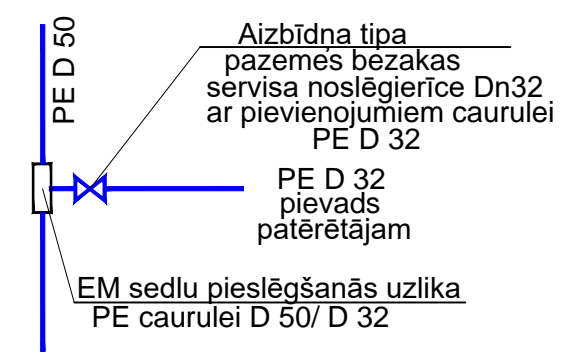 PE D 50
Aizbīdņa tipa
pazemes bezakas
servisa noslēgierīce Dn32
ar pievienojumiem caurulei
PE D 32
PE D 32
pievads
patērētājam
EM sedlu pieslēgšanās uzlika
PE caurulei D 50/ D 32